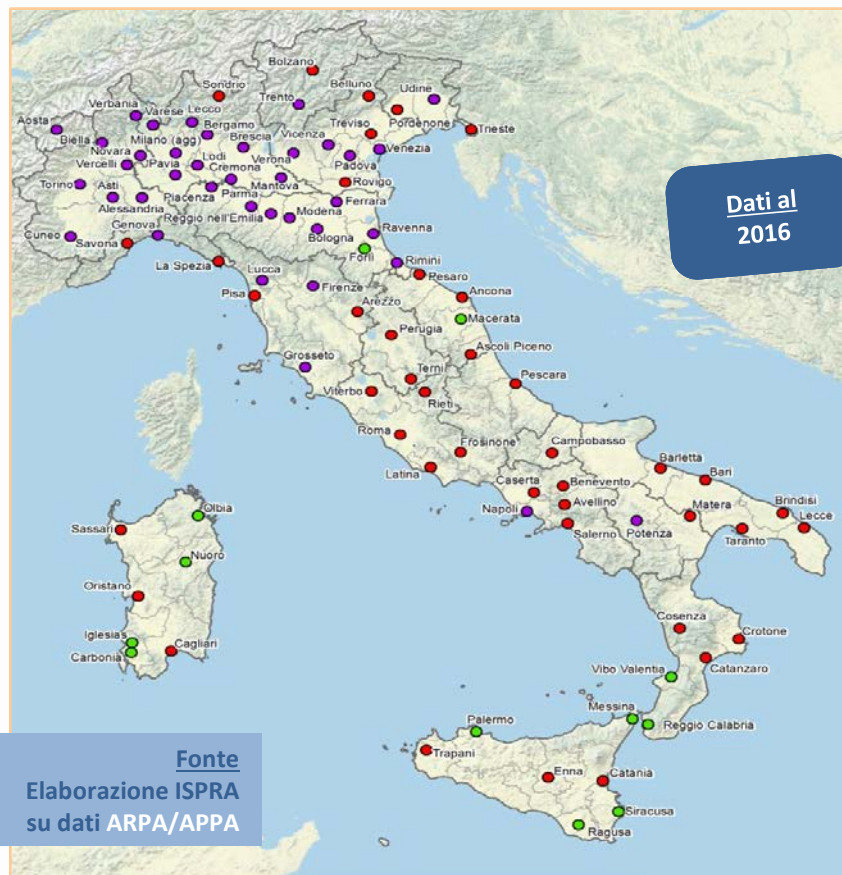 Bolzano
Sondrio
Belluno
Udine
Verbania
Varese
Lecco
Trento
Pordenone
Aosta
Bergamo
Treviso
Trieste
Biella
Milano (agg)
Brescia
Vicenza
Novara
Venezia
Vercelli
Pavia
Lodi
Verona
Padova
Cremona
Rovigo
Torino
Asti
Mantova
Piacenza
Parma
Ferrara
Alessandria
Reggio nell'Emilia
Modena
Genova
Ravenna
Cuneo
Savona
Bologna
Forlì
Rimini
La Spezia
Lucca
Pesaro
Firenze
Pisa
Arezzo
Ancona
Macerata
Perugia
Grosseto
Ascoli Piceno
Terni
Pescara
Viterbo
Rieti
Roma
Frosinone
Campobasso
Latina
Barletta
Bari
Caserta
Benevento
Avellino
Matera
Brindisi
Lecce
Napoli
Salerno
Potenza
Taranto
Olbia
Sassari
Nuoro
Oristano
Iglesias
Cagliari
Carbonia
Cosenza
Crotone
Vibo Valentia
Catanzaro
Messina
Palermo
Reggio Calabria
Trapani
Enna
Catania
Siracusa
Ragusa
Dati al
2016
Fonte
Elaborazione ISPRA
su dati ARPA/APPA